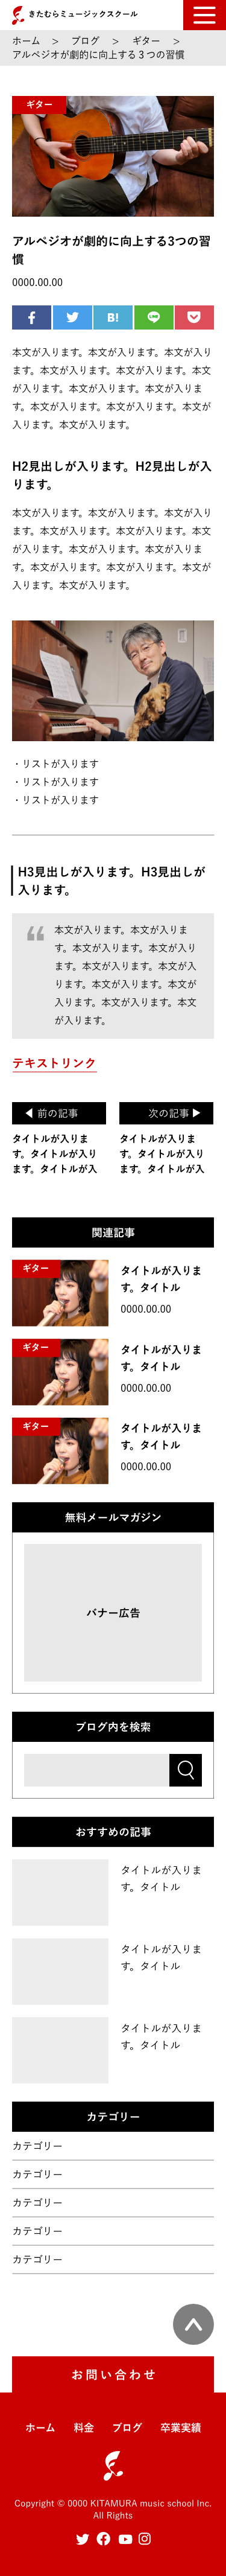 きたむらミュージックスクール
ホーム ＞ ブログ ＞ ギター ＞
アルペジオが劇的に向上する３つの習慣
ギター
アルペジオが劇的に向上する3つの習
慣
0000.00.00
B!
LINE
本文が入ります。本文が入ります。本文が入り
ます。本文が入ります。本文が入ります。本文
が入ります。本文が入ります。本文が入りま
す。本文が入ります。本文が入ります。本文が
入ります。本文が入ります。
H2見出しが入ります。H2見出しが入
ります。
本文が入ります。本文が入ります。本文が入り
ます。本文が入ります。本文が入ります。本文
が入ります。本文が入ります。本文が入りま
す。本文が入ります。本文が入ります。本文が
入ります。本文が入ります。
・リストが入ります
・リストが入ります
・リストが入ります
H3見出しが入ります。H3見出しが
入ります。
本文が入ります。本文が入りま
す。本文が入ります。本文が入り
ます。本文が入ります。本文が入
ります。本文が入ります。本文が
入ります。本文が入ります。本文
が入ります。
テキストリンク
◀ 前の記事
次の記事 ▶
タイトルが入りま
す。タイトルが入り
ます。タイトルが入
タイトルが入りま
す。タイトルが入り
ます。タイトルが入
関連記事
ギター
タイトルが入りま
す。タイトル
0000.00.00
ギター
タイトルが入りま
す。タイトル
0000.00.00
ギター
タイトルが入りま
す。タイトル
0000.00.00
無料メールマガジン
バナー広告
ブログ内を検索
おすすめの記事
タイトルが入りま
す。タイトル
タイトルが入りま
す。タイトル
タイトルが入りま
す。タイトル
カテゴリー
カテゴリー
カテゴリー
カテゴリー
カテゴリー
カテゴリー
お問い合わせ
ホーム 料金 ブログ 卒業実績
Copyright © 0000 KITAMURA music school Inc.
All Rights